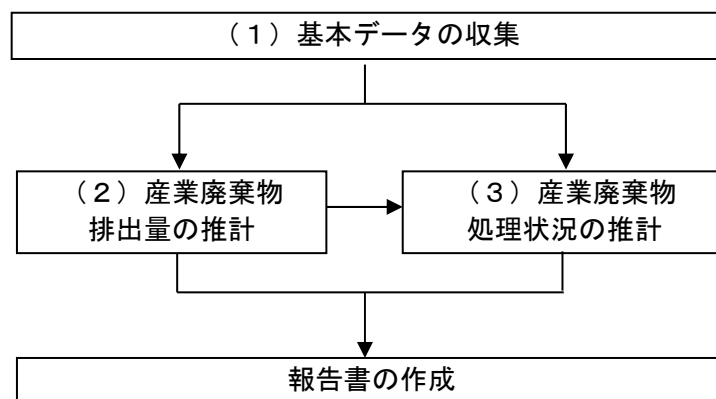 （１）基本データの収集
（２）産業廃棄物
排出量の推計
（３）産業廃棄物
処理状況の推計
報告書の作成